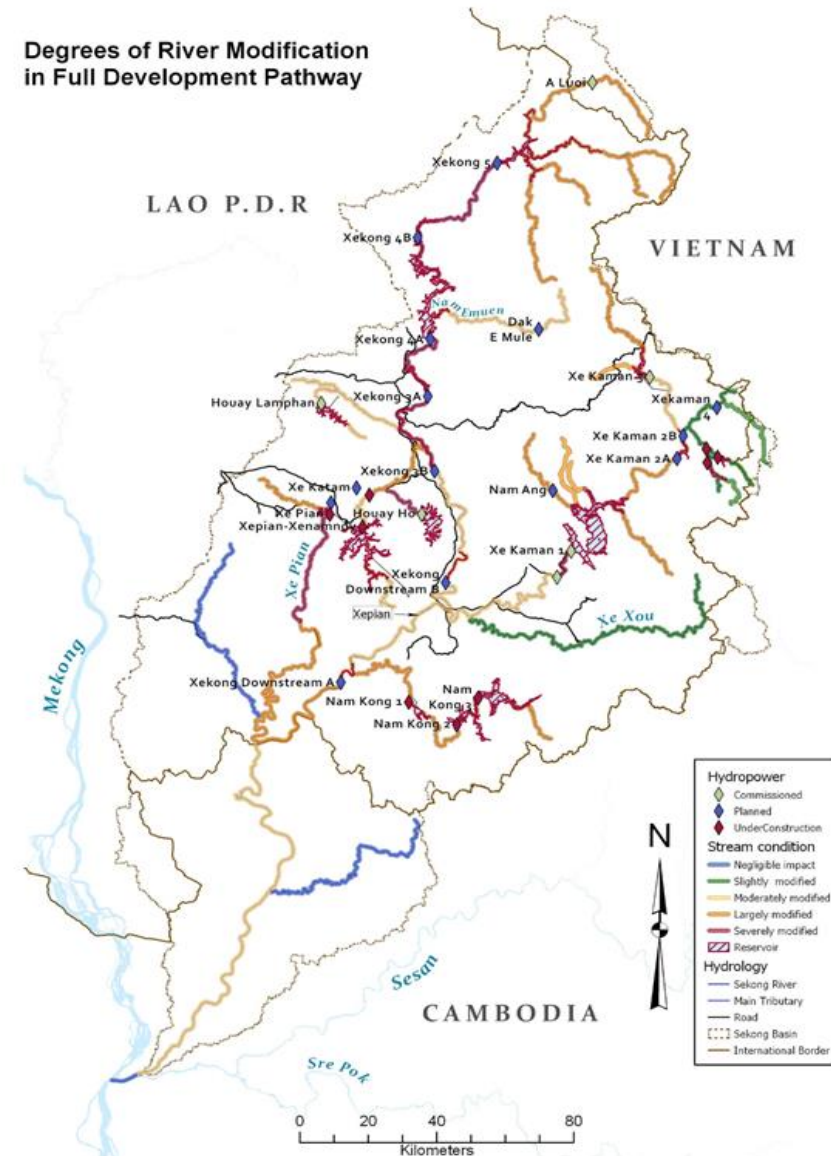 Degrees of River Modification
in Full Development Pathway
A Luoi
Xekong 5
LAO P.D.R
VIETNAM
Xekong 4B
Nam Emuen
Dak
E Mule
Xekong 4A
Xe Kaman 3
Xekong 3A
Houay Lamphan
Xekaman
4
Xe Kaman 2B
Xe Kaman 2A
Xekong 3B
Xe Katam
Nam Ang
Xe Pian
Houay Ho
Xepian-Xenamnoy
Xe Kaman 1
Xe Pian
Xekong
Downstream B
Xepian
Xe Xou
Mekong
Xekong Downstream A
Nam Kong 1
Nam
Kong 3
Nam Kong 2
Hydropower
Commissioned
Planned
UnderConstruction
Stream condition
Negligible impact
Slightly modified
Moderately modified
Largely modified
Severely modified
Reservoir
Hydrology
Sekong River
Main Tributary
Road
Sekong Basin
International Border
N
Sesan
CAMBODIA
Sre Pok
0 20 40 80
Kilometers